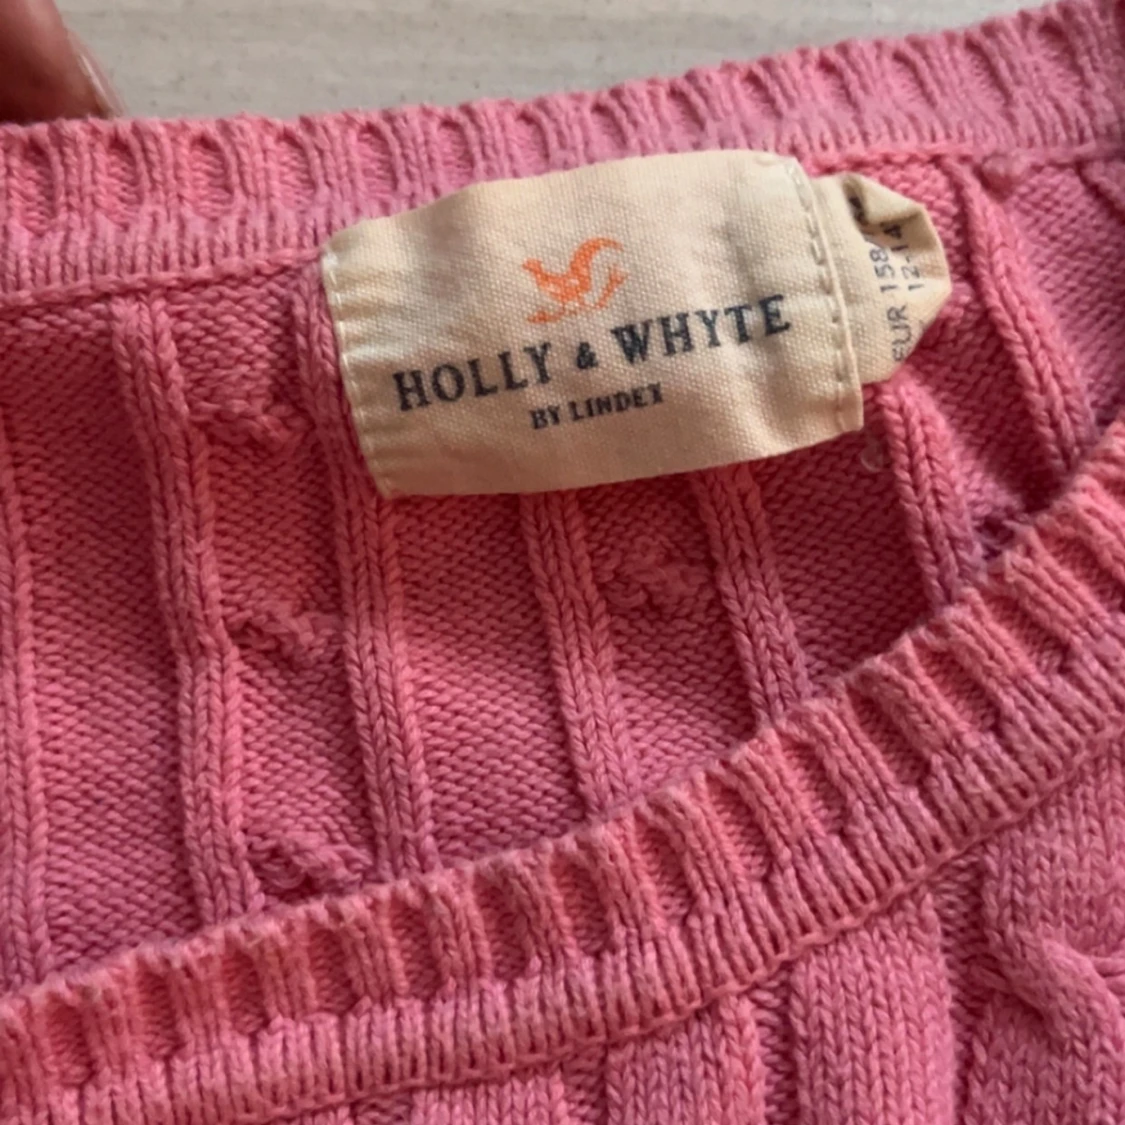 HOLLY & WHYTE
BY LINDEX
EUR 158/
12-14